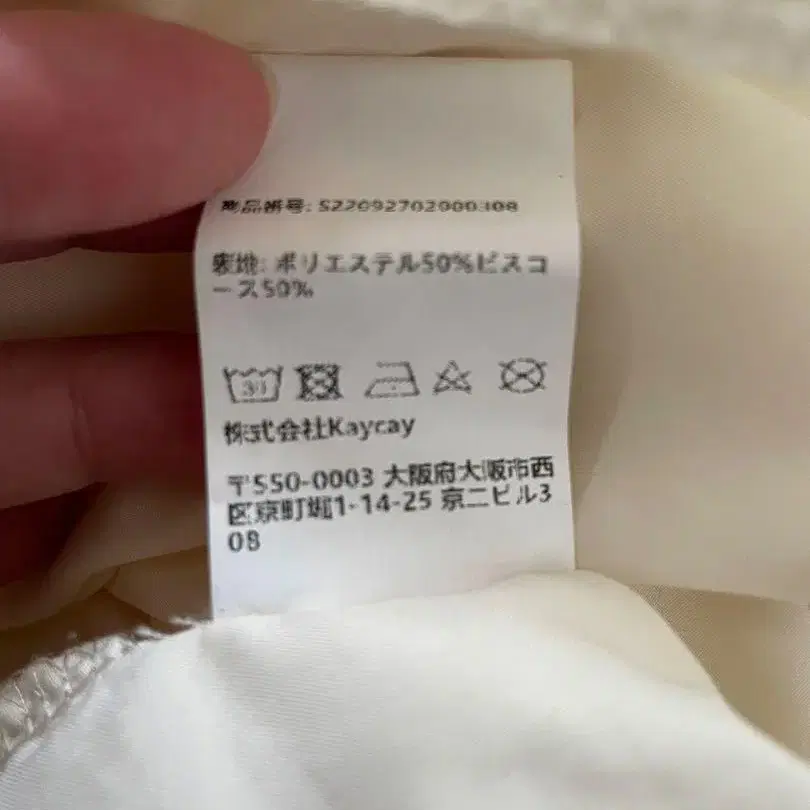 商品番号: S22092702000308
表地: ポリエステル50%ビスコ
ース50%
30
株式会社Kaycay
〒550-0003 大阪府大阪市西
区京町堀1-14-25 京二ビル3
08